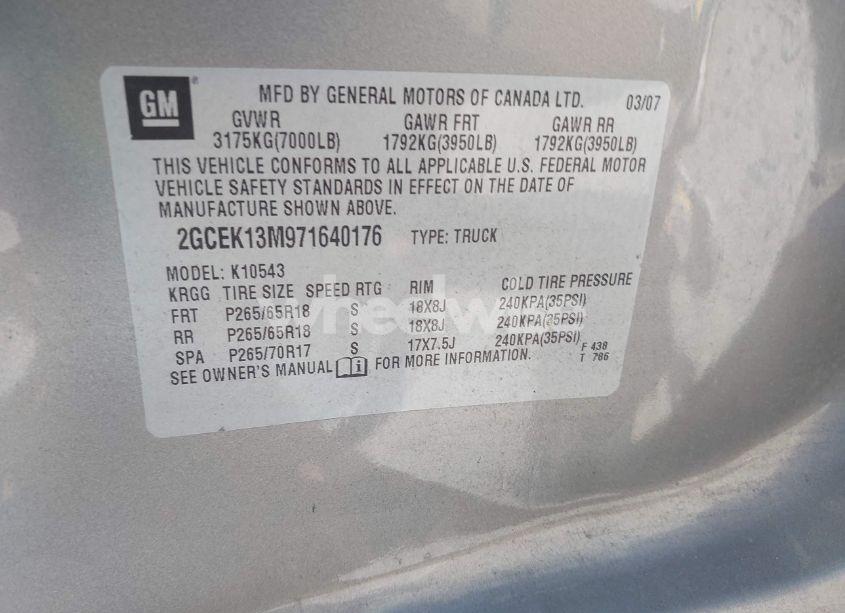 GM
MFD BY GENERAL MOTORS OF CANADA LTD. 03/07
GVWR GAWR FRT GAWR RR
3175KG(7000LB) 1792KG(3950LB) 1792KG(3950LB)
THIS VEHICLE CONFORMS TO ALL APPLICABLE U.S. FEDERAL MOTOR
VEHICLE SAFETY STANDARDS IN EFFECT ON THE DATE OF
MANUFACTURE SHOWN ABOVE.
2GCEK13M971640176 TYPE: TRUCK
MODEL: K10543
KRGG TIRE SIZE SPEED RTG RIM COLD TIRE PRESSURE
FRT P265/65R18 S 18X8J 240KPA(35PSI)
RR P265/65R18 S 18X8J 240KPA(35PSI)
SPA P265/70R17 S 17X7.5J 240KPA(35PSI)
SEE OWNER'S MANUAL i FOR MORE INFORMATION.
F 438
T 786